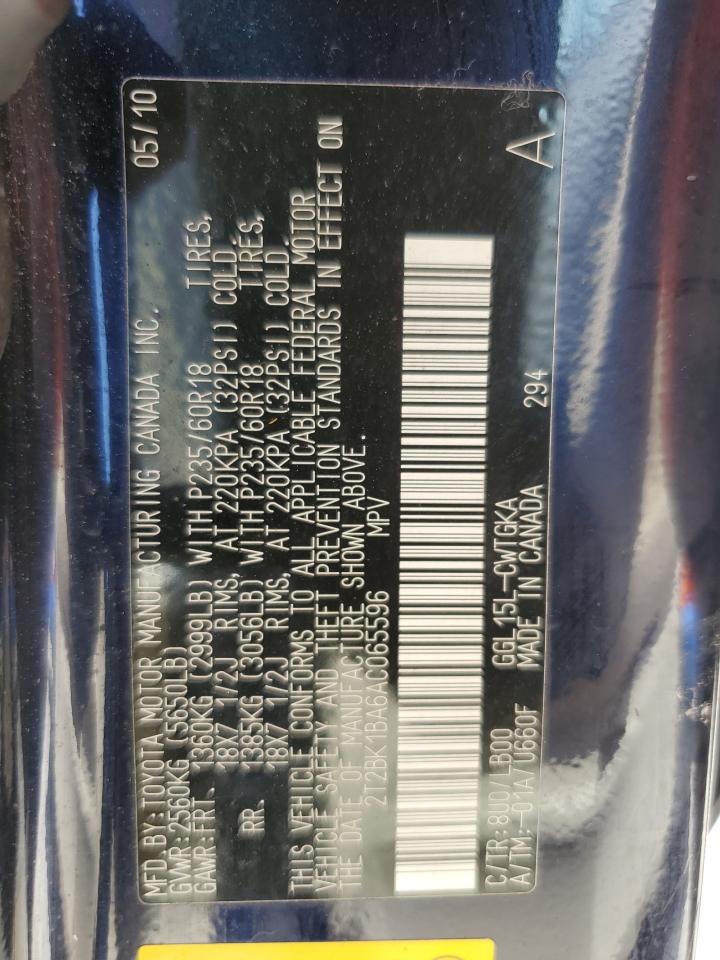 MFD BY: TOYOTA MOTOR MANUFACTURING CANADA INC. 05/10
GVWR: 2560KG (5650LB)
GAWR: FRT. 1360KG (2999LB) WITH P235/60R18 TIRES,
18X7 1/2J RIMS, AT 220KPA (32PSI) COLD
RR. 1385KG (3056LB) WITH P235/60R18 TIRES,
18X7 1/2J RIMS, AT 220KPA (32PSI) COLD
THIS VEHICLE CONFORMS TO ALL APPLICABLE FEDERAL MOTOR
VEHICLE SAFETY AND THEFT PREVENTION STANDARDS IN EFFECT ON
THE DATE OF MANUFACTURE SHOWN ABOVE.
2T2BK1BA6AC065596 MPV
C/TR: 8U0/LB00 GGL15L-CWTGKA A
A/TM: -01A/U660F MADE IN CANADA 294